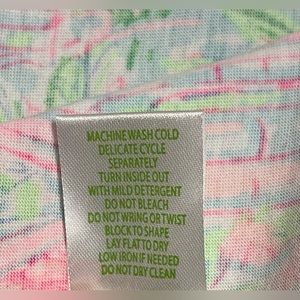 MACHINE WASH COLD
DELICATE CYCLE
SEPARATELY
TURN INSIDE OUT
WITH MILD DETERGENT
DO NOT BLEACH
DO NOT WRING OR TWIST
BLOCK TO SHAPE
LAY FLAT TO DRY
LOW IRON IF NEEDED
DO NOT DRY CLEAN